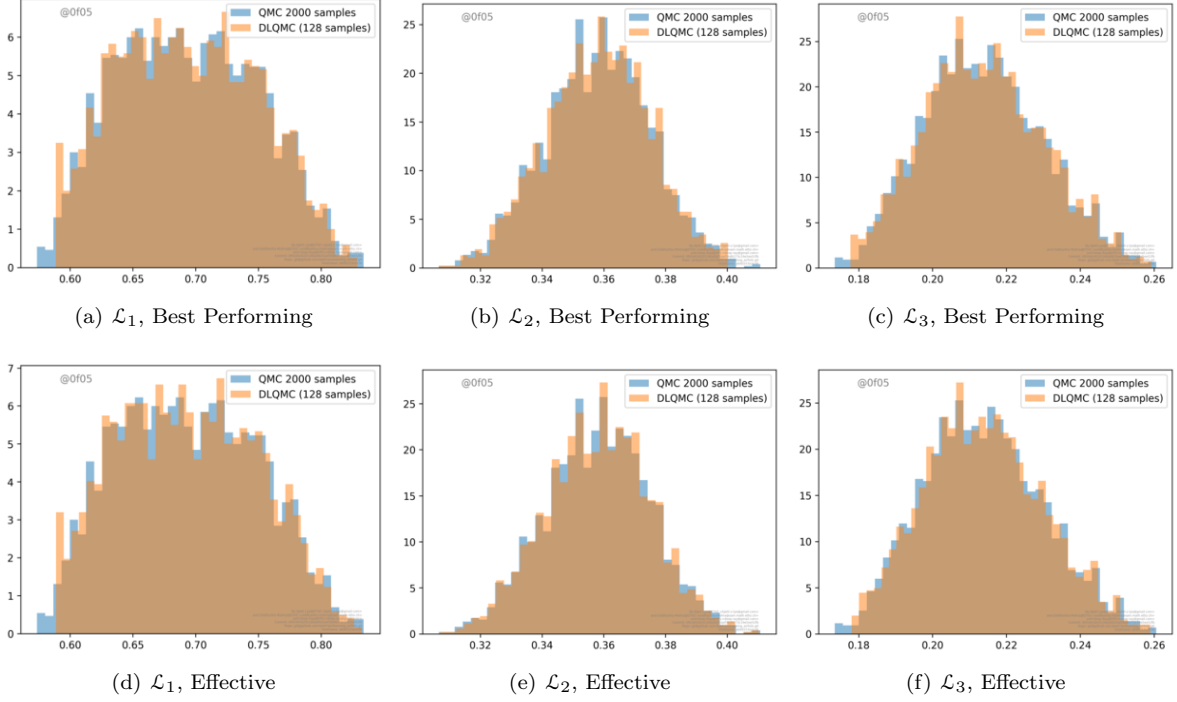 @0f05
QMC 2000 samples
DLQMC (128 samples)
6
5
4
3
2
1
0
0.60 0.65 0.70 0.75 0.80
(a) ℒ₁, Best Performing
@0f05
QMC 2000 samples
DLQMC (128 samples)
25
20
15
10
5
0
0.32 0.34 0.36 0.38 0.40
(b) ℒ₂, Best Performing
@0f05
QMC 2000 samples
DLQMC (128 samples)
25
20
15
10
5
0
0.18 0.20 0.22 0.24 0.26
(c) ℒ₃, Best Performing
@0f05
QMC 2000 samples
DLQMC (128 samples)
7
6
5
4
3
2
1
0
0.60 0.65 0.70 0.75 0.80
(d) ℒ₁, Effective
@0f05
QMC 2000 samples
DLQMC (128 samples)
25
20
15
10
5
0
0.32 0.34 0.36 0.38 0.40
(e) ℒ₂, Effective
@0f05
QMC 2000 samples
DLQMC (128 samples)
25
20
15
10
5
0
0.18 0.20 0.22 0.24 0.26
(f) ℒ₃, Effective